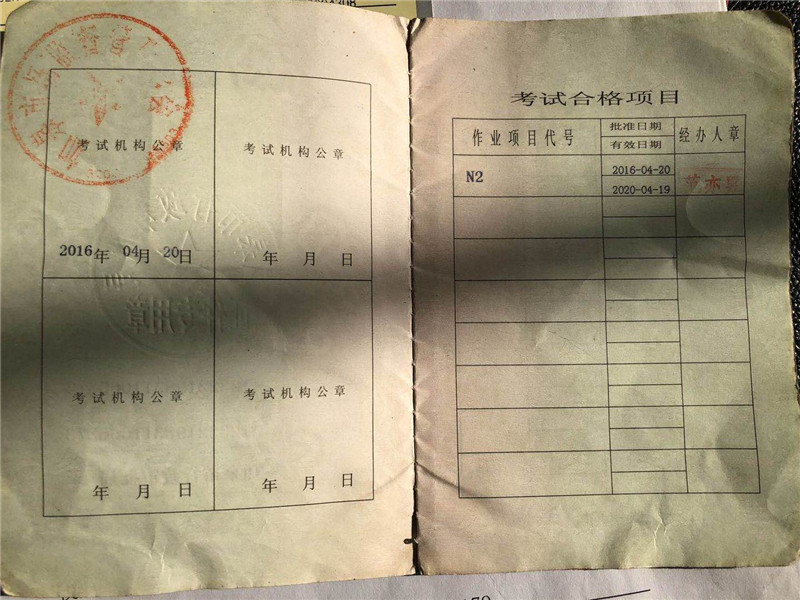 考试机构公章
考试机构公章
2016年 04月 20日
年 月 日
专用章
考试机构公章
考试机构公章
年 月 日
年 月 日
考试合格项目
作业项目代号
批准日期
有效日期
经办人章
N2
2016-04-20
2020-04-19